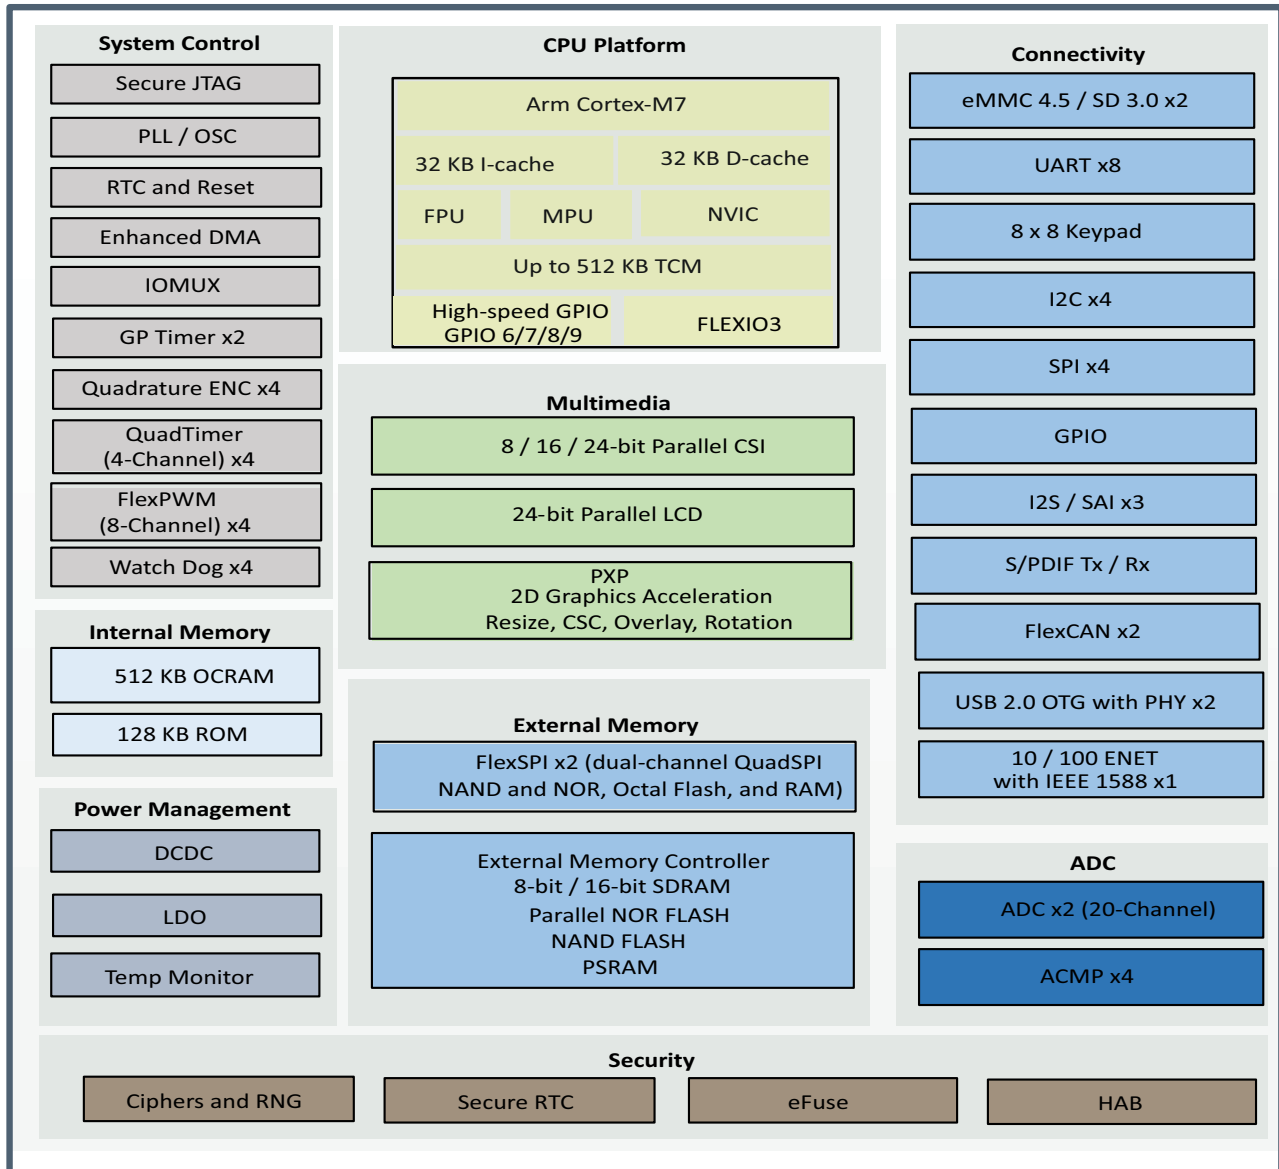 System Control
Secure JTAG
PLL / OSC
RTC and Reset
Enhanced DMA
IOMUX
GP Timer x2
Quadrature ENC x4
QuadTimer
(4-Channel) x4
FlexPWM
(8-Channel) x4
Watch Dog x4
Internal Memory
512 KB OCRAM
128 KB ROM
Power Management
DCDC
LDO
Temp Monitor
CPU Platform
Arm Cortex-M7
32 KB I-cache
32 KB D-cache
FPU
MPU
NVIC
Up to 512 KB TCM
High-speed GPIO
GPIO 6/7/8/9
FLEXIO3
Multimedia
8 / 16 / 24-bit Parallel CSI
24-bit Parallel LCD
PXP
2D Graphics Acceleration
Resize, CSC, Overlay, Rotation
External Memory
FlexSPI x2 (dual-channel QuadSPI
NAND and NOR, Octal Flash, and RAM)
External Memory Controller
8-bit / 16-bit SDRAM
Parallel NOR FLASH
NAND FLASH
PSRAM
Connectivity
eMMC 4.5 / SD 3.0 x2
UART x8
8 x 8 Keypad
I2C x4
SPI x4
GPIO
I2S / SAI x3
S/PDIF Tx / Rx
FlexCAN x2
USB 2.0 OTG with PHY x2
10 / 100 ENET
with IEEE 1588 x1
ADC
ADC x2 (20-Channel)
ACMP x4
Security
Ciphers and RNG
Secure RTC
eFuse
HAB